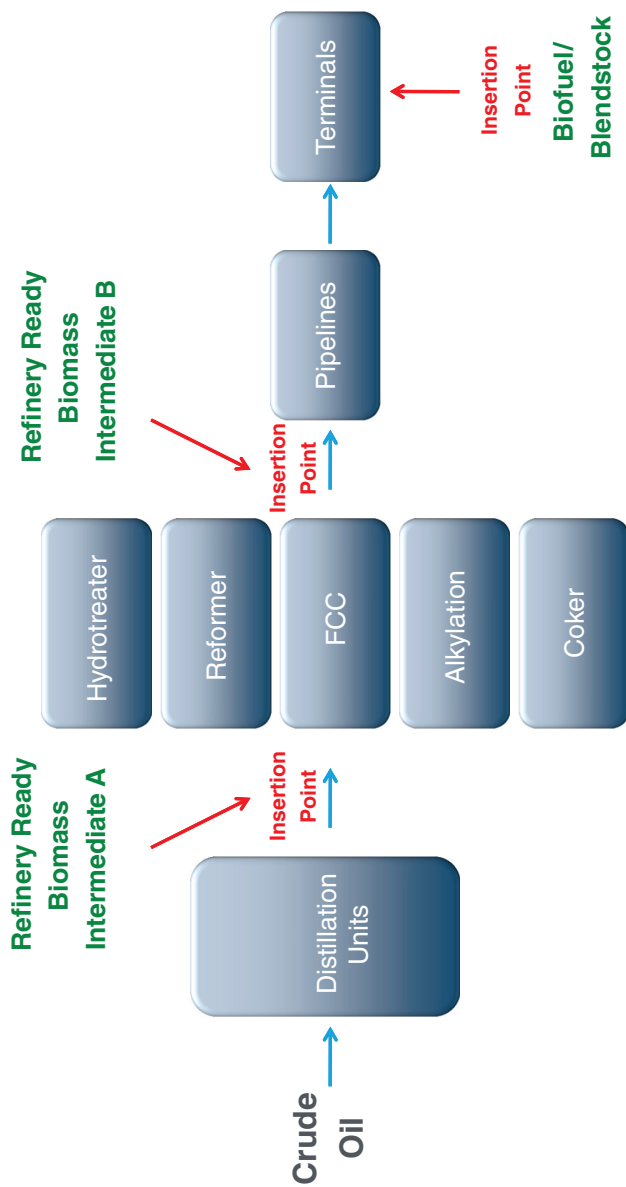 Crude
Oil
Distillation
Units
Refinery Ready
Biomass
Intermediate A
Insertion
Point
Hydrotreater
Reformer
FCC
Alkylation
Coker
Refinery Ready
Biomass
Intermediate B
Insertion
Point
Pipelines
Terminals
Insertion
Point
Biofuel/
Blendstock